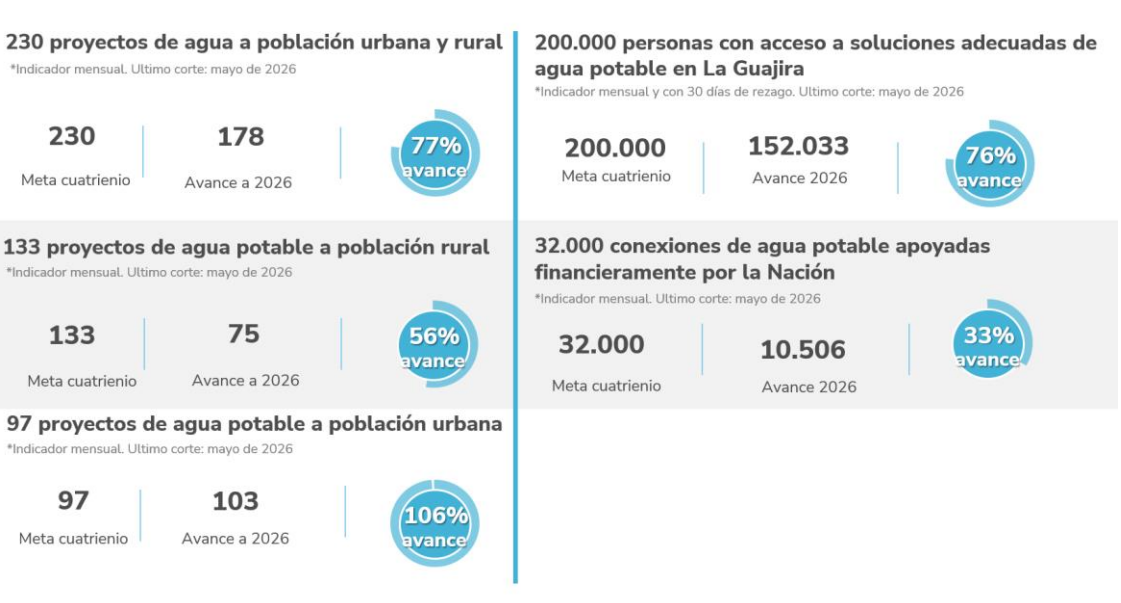 230 proyectos de agua a población urbana y rural
*Indicador mensual. Ultimo corte: mayo de 2026
230
178
77%
avance
Meta cuatrienio
Avance a 2026
133 proyectos de agua potable a población rural
*Indicador mensual. Ultimo corte: mayo de 2026
133
75
56%
avance
Meta cuatrienio
Avance a 2026
97 proyectos de agua potable a población urbana
*Indicador mensual. Ultimo corte: mayo de 2026
97
103
106%
avance
Meta cuatrienio
Avance a 2026
200.000 personas con acceso a soluciones adecuadas de
agua potable en La Guajira
*Indicador mensual y con 30 días de rezago. Ultimo corte: mayo de 2026
200.000
152.033
76%
avance
Meta cuatrienio
Avance 2026
32.000 conexiones de agua potable apoyadas
financieramente por la Nación
*Indicador mensual. Ultimo corte: mayo de 2026
32.000
10.506
33%
avance
Meta cuatrienio
Avance 2026